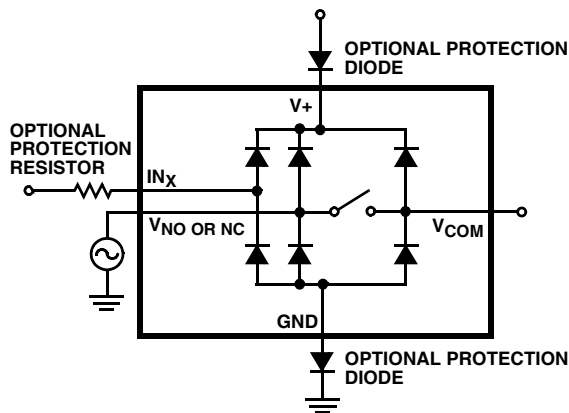 OPTIONAL PROTECTION
DIODE
V+
OPTIONAL
PROTECTION
RESISTOR
INX
VNO OR NC
VCOM
GND
OPTIONAL PROTECTION
DIODE